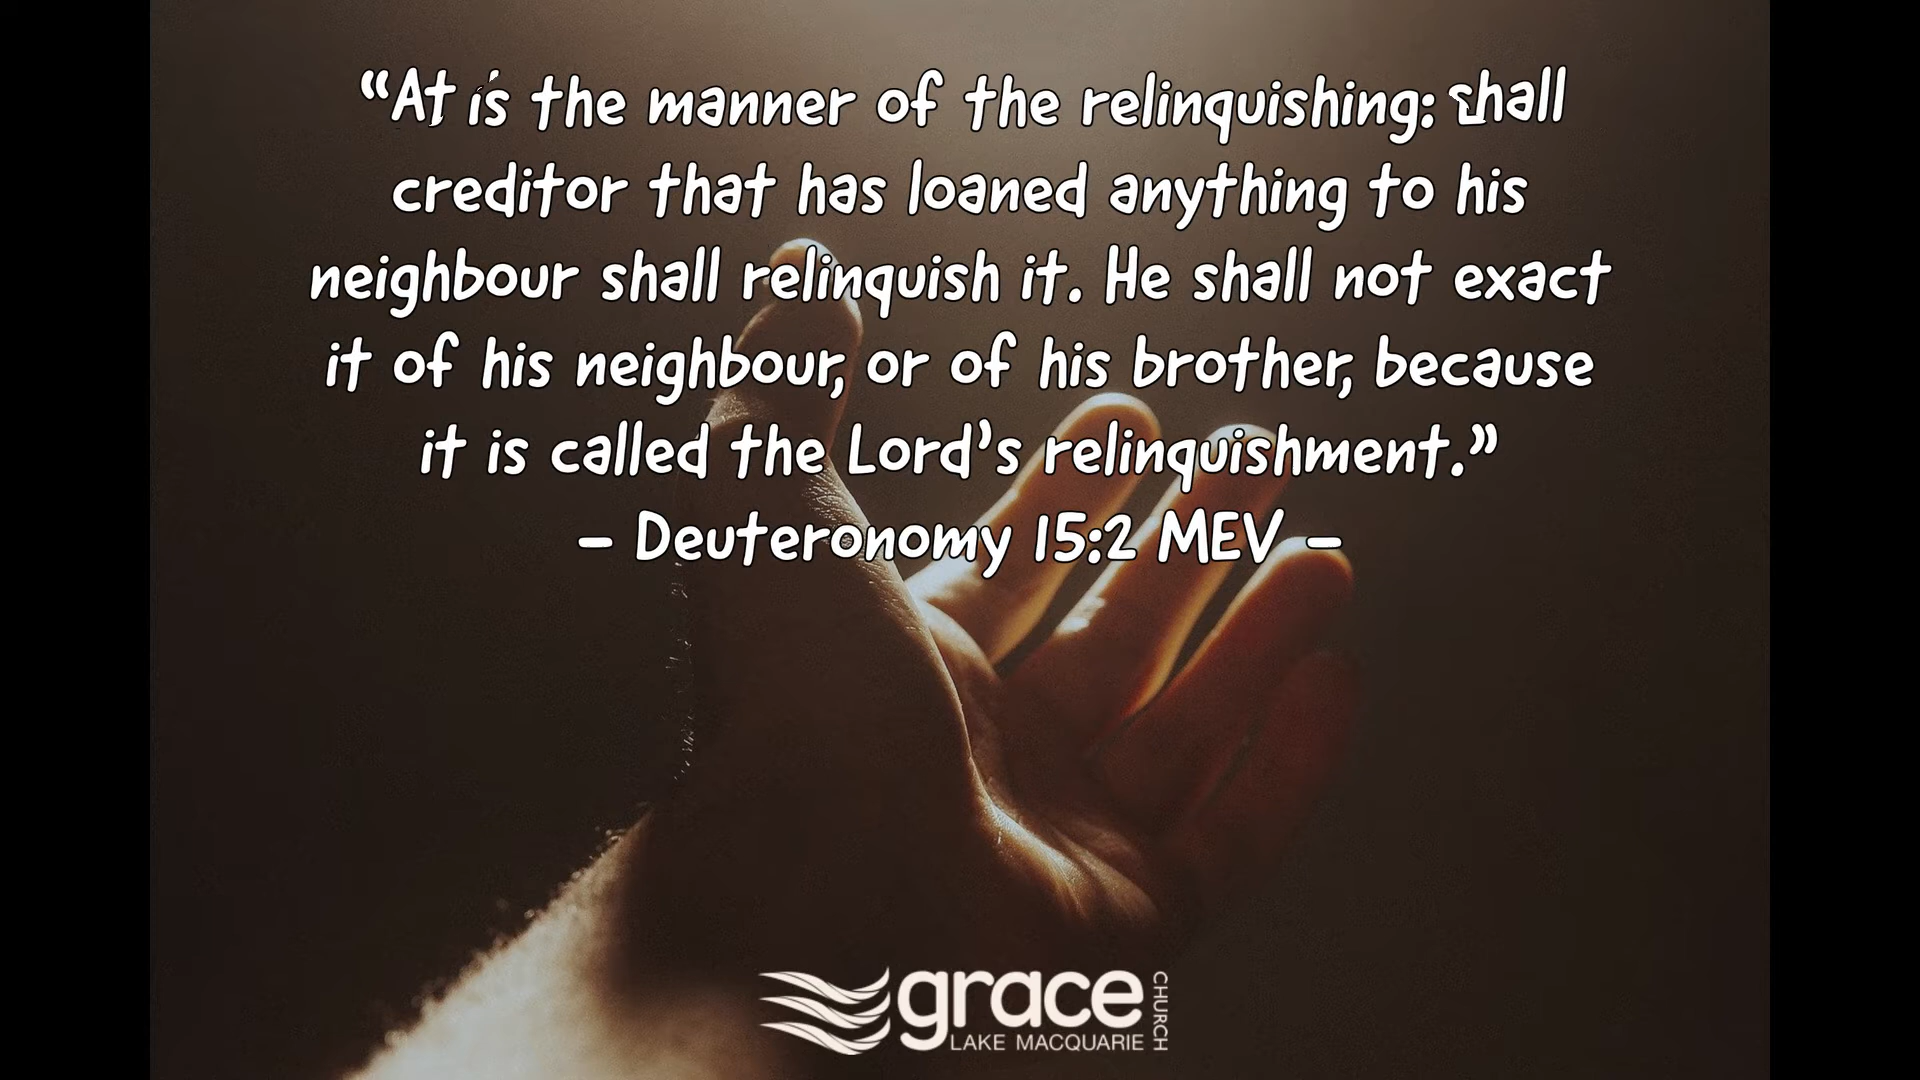 “At is the manner of the relinquishing: shall
creditor that has loaned anything to his
neighbour shall relinquish it. He shall not exact
it of his neighbour, or of his brother, because
it is called the Lord’s relinquishment.”
– Deuteronomy 15:2 MEV –
grace
CHURCH
LAKE MACQUARIE